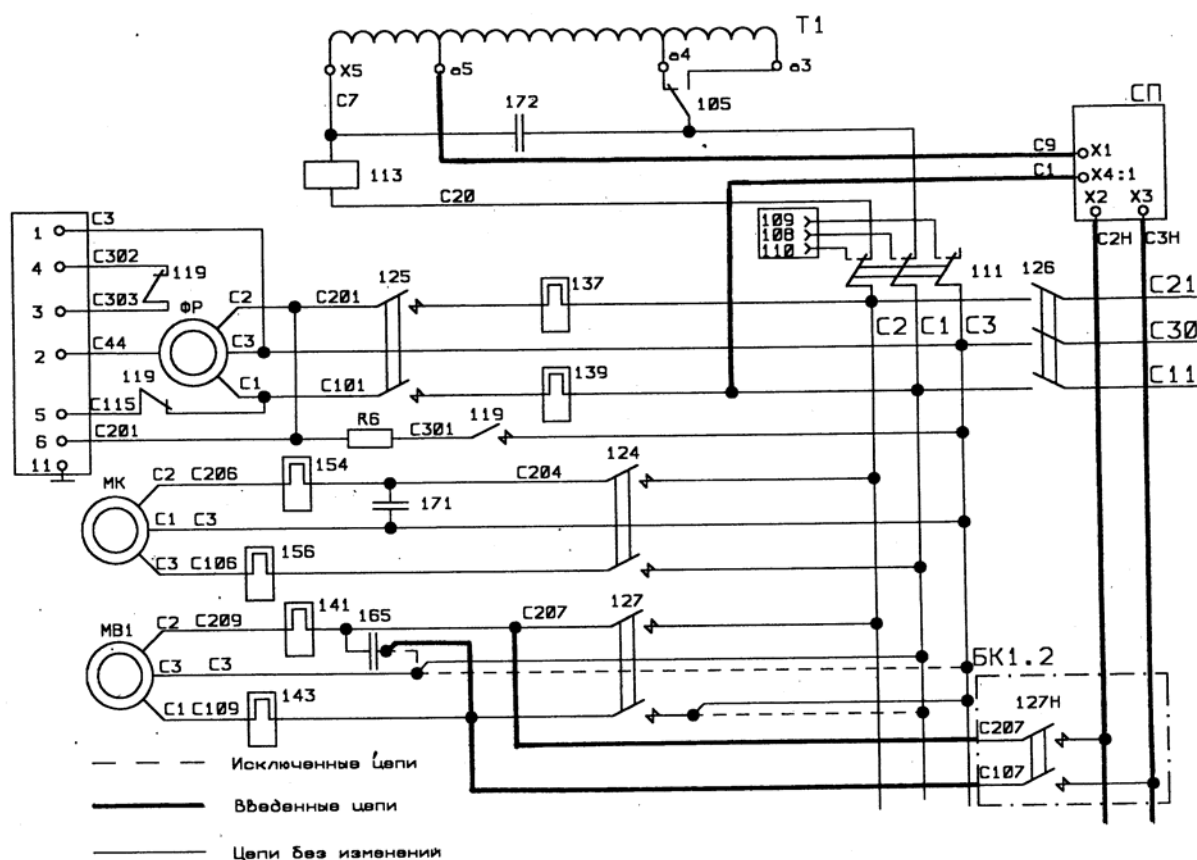 T1
X5
a5
a4
a3
C7
172
105
СП
C9
X1
C1
X4:1
113
C20
X2
X3
109
108
110
C2Н
C3Н
1
C3
4
C302
119
ФР
C2
C201
125
137
111
126
C21
3
C303
C2
C1
C3
2
C44
C3
C30
119
C1
C101
139
C11
5
C115
6
C201
R6
C301
119
11
МК
C2
C206
154
C204
124
171
C1
C3
C3
C106
156
МВ1
C2
C209
141
165
C207
127
C3
C3
БК1.2
C1
C109
143
127Н
C207
C107
Исключенные цепи
Введенные цепи
Цепи без изменений